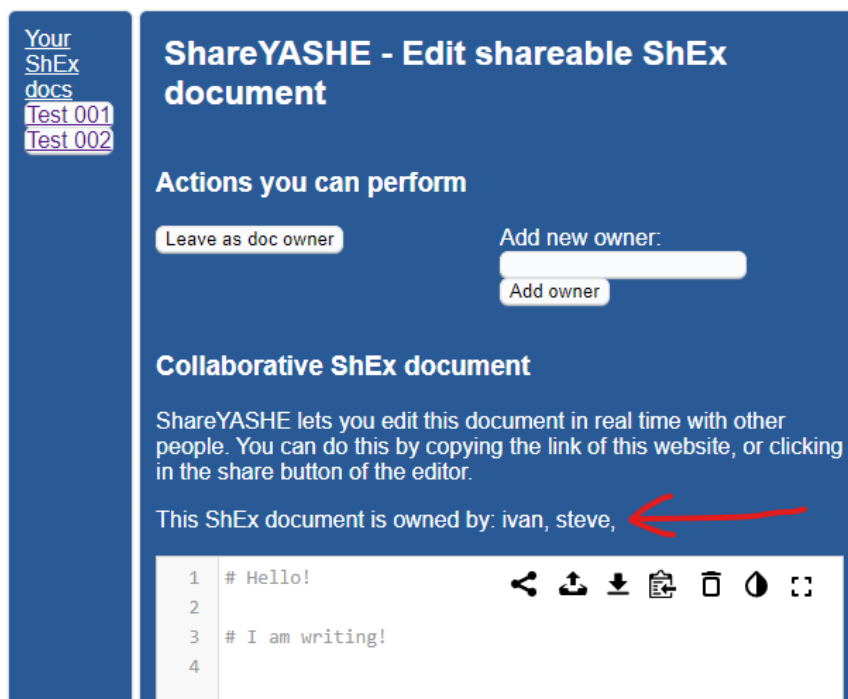 Your
ShEx
docs
Test 001
Test 002
ShareYASHE - Edit shareable ShEx
document
Actions you can perform
Leave as doc owner
Add new owner:
Add owner
Collaborative ShEx document
ShareYASHE lets you edit this document in real time with other
people. You can do this by copying the link of this website, or clicking
in the share button of the editor.
This ShEx document is owned by: ivan, steve,
1 # Hello!
2
3 # I am writing!
4